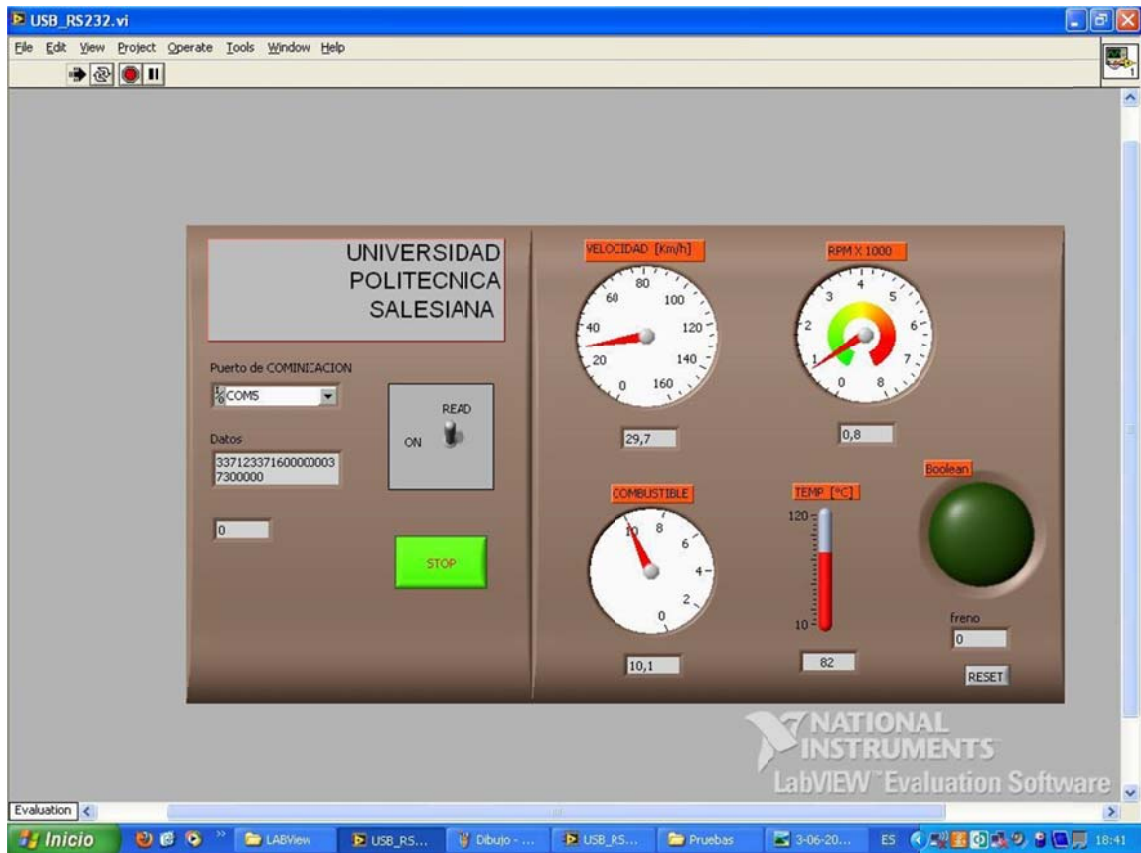 USB_RS232.vi
File Edit View Project Operate Tools Window Help
1
UNIVERSIDAD
POLITECNICA
SALESIANA
Puerto de COMINICACION
COM5
READ
ON
Datos
7300000
0
STOP
VELOCIDAD [Km/h]
0 20 40 60 80 100 120 140 160
29,7
RPM X 1000
0 1 2 3 4 5 6 7 8
0,8
COMBUSTIBLE
10 8 6 4 2 0
10,1
TEMP [°C]
120
10
82
Boolean
freno
0
RESET
NATIONAL
INSTRUMENTS
LabVIEW™ Evaluation Software
Evaluation
Inicio » LABView USB_RS... Dibujo - ... USB_RS... Pruebas 3-06-20... ES 18:41